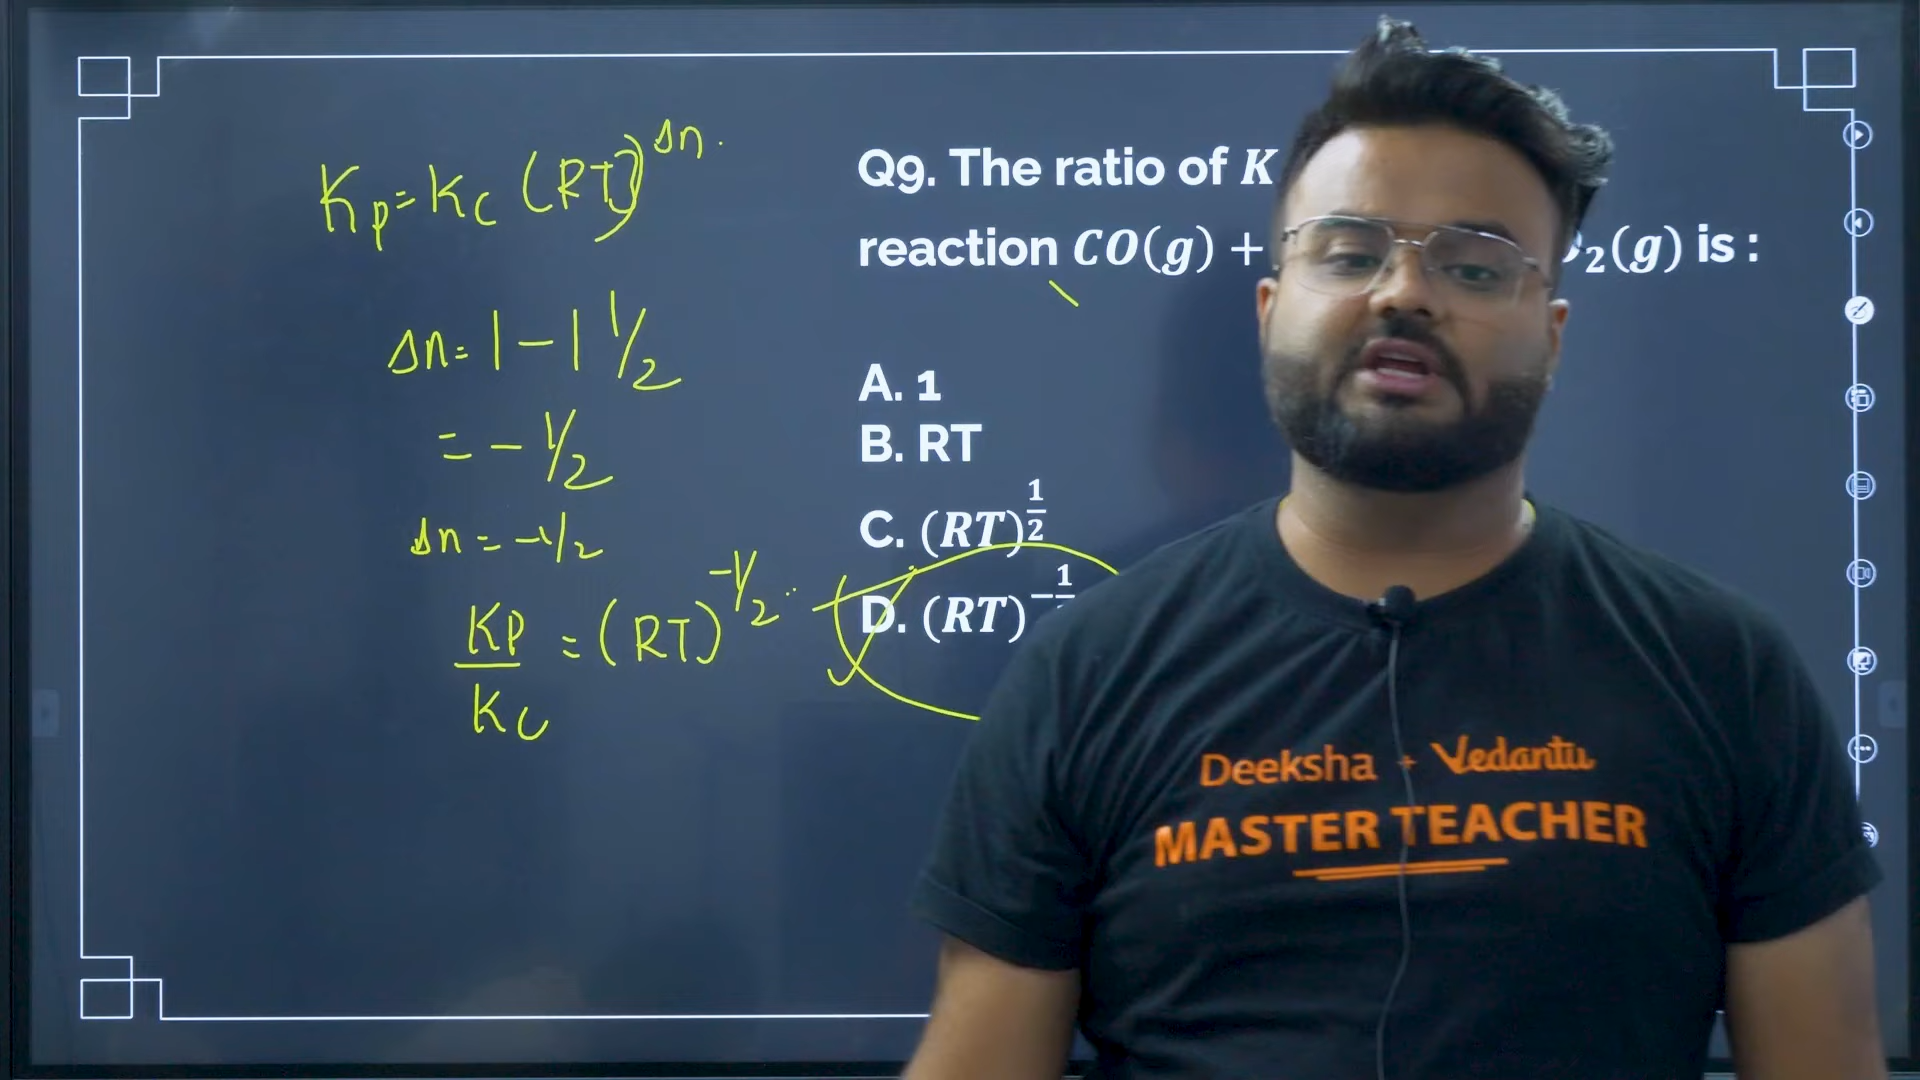 Kp = Kc (RT)^Δn.
Δn = 1 - 1 1/2
= - 1/2
Δn = -1/2
KP/KC = (RT)^-1/2
Q9. The ratio of K
reaction CO(g) + ₂(g) is :
A. 1
B. RT
C. (RT)^1/2
D. (RT)
Deeksha + Vedantu
MASTER TEACHER